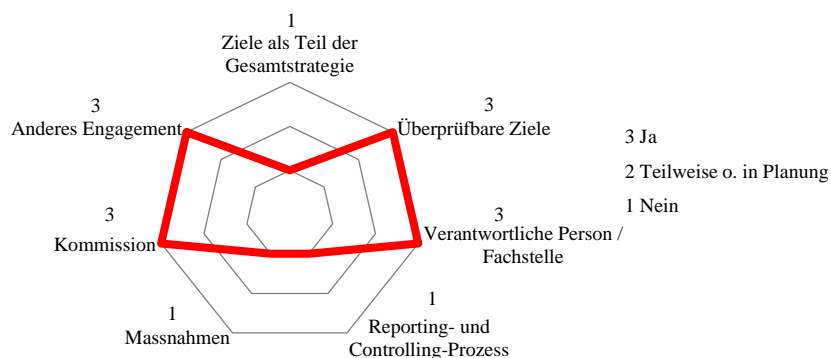 1
Ziele als Teil der
Gesamtstrategie
3
Überprüfbare Ziele
3
Verantwortliche Person /
Fachstelle
1
Reporting- und
Controlling-Prozess
1
Massnahmen
3
Kommission
3
Anderes Engagement
3 Ja
2 Teilweise o. in Planung
1 Nein